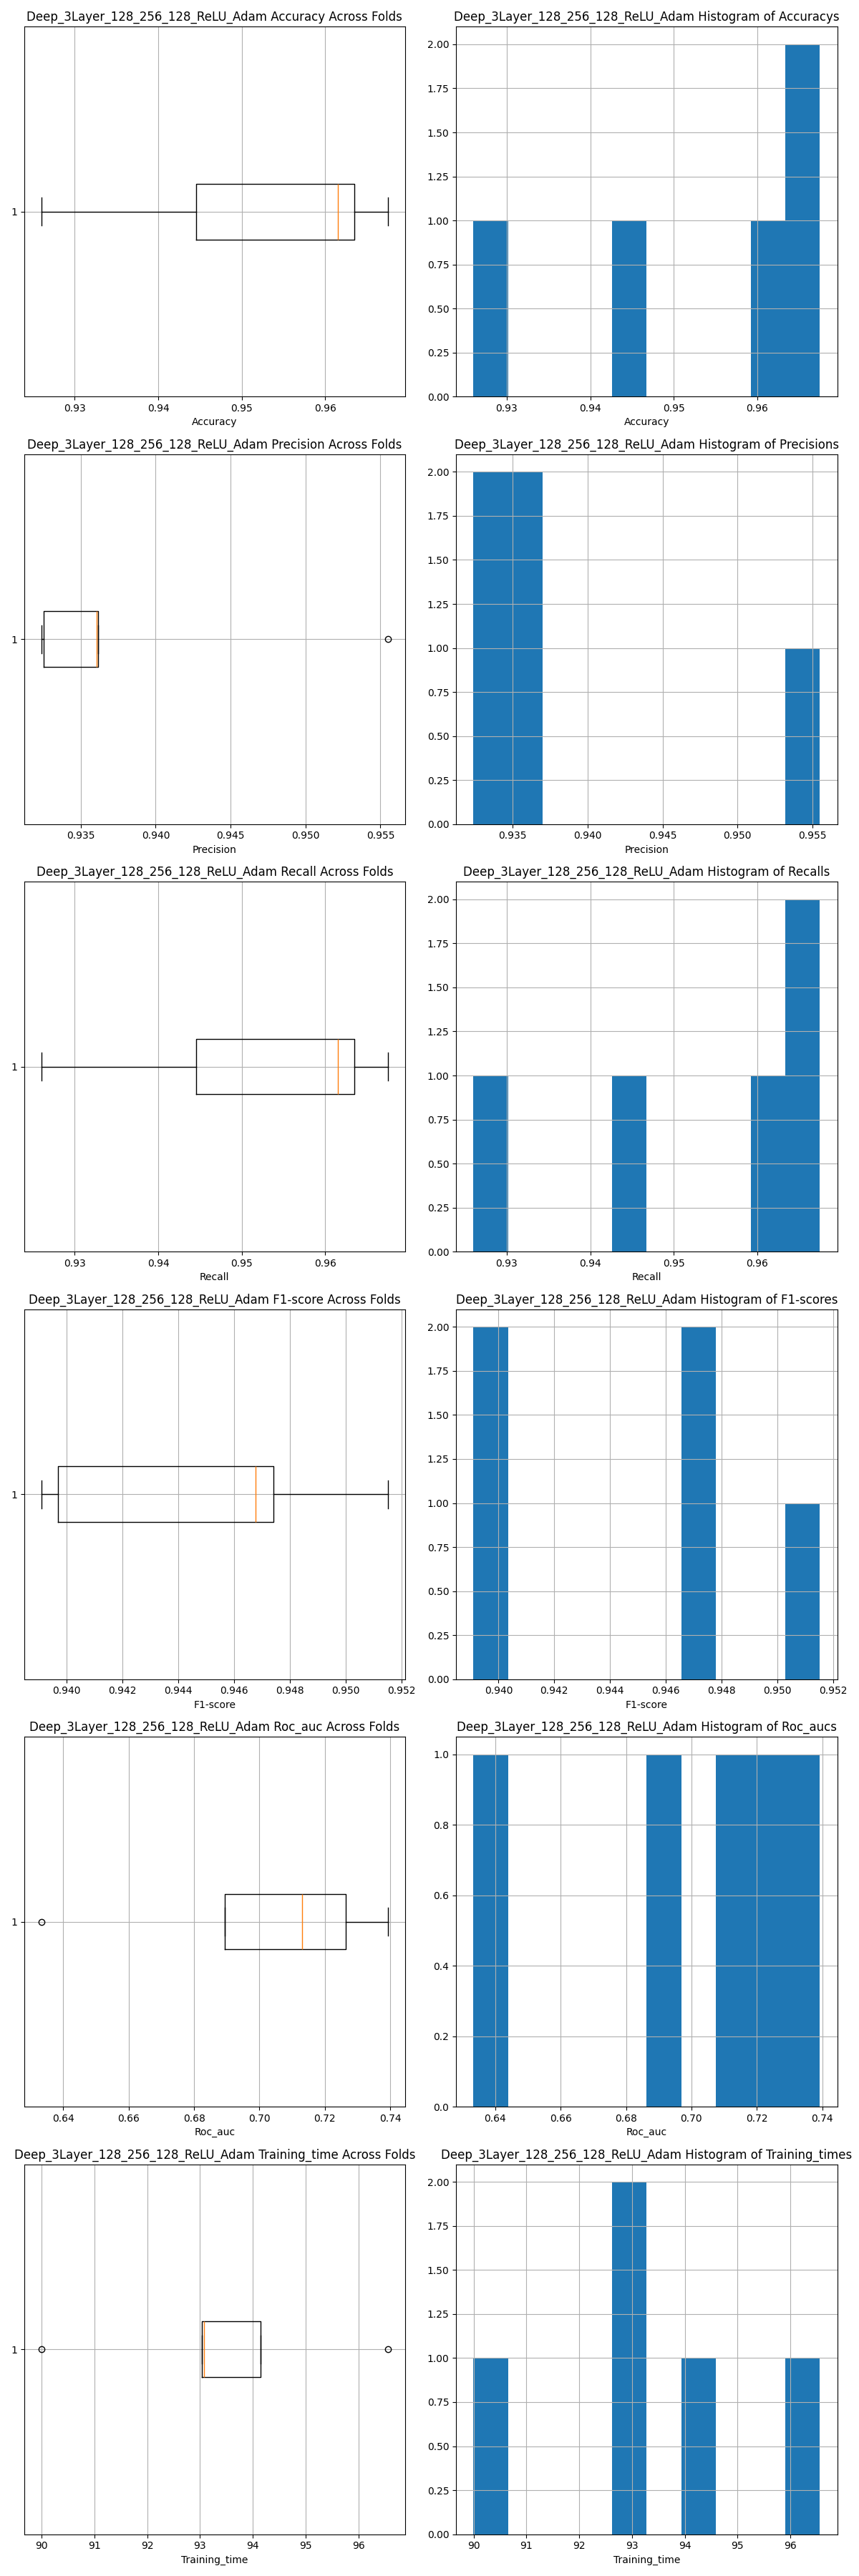 Deep_3Layer_128_256_128_ReLU_Adam Accuracy Across Folds
1
0.93 0.94 0.95 0.96
Accuracy
Deep_3Layer_128_256_128_ReLU_Adam Histogram of Accuracys
2.00
1.75
1.50
1.25
1.00
0.75
0.50
0.25
0.00
0.93 0.94 0.95 0.96
Accuracy
Deep_3Layer_128_256_128_ReLU_Adam Precision Across Folds
1
0.935 0.940 0.945 0.950 0.955
Precision
Deep_3Layer_128_256_128_ReLU_Adam Histogram of Precisions
2.00
1.75
1.50
1.25
1.00
0.75
0.50
0.25
0.00
0.935 0.940 0.945 0.950 0.955
Precision
Deep_3Layer_128_256_128_ReLU_Adam Recall Across Folds
1
0.93 0.94 0.95 0.96
Recall
Deep_3Layer_128_256_128_ReLU_Adam Histogram of Recalls
2.00
1.75
1.50
1.25
1.00
0.75
0.50
0.25
0.00
0.93 0.94 0.95 0.96
Recall
Deep_3Layer_128_256_128_ReLU_Adam F1-score Across Folds
1
0.940 0.942 0.944 0.946 0.948 0.950 0.952
F1-score
Deep_3Layer_128_256_128_ReLU_Adam Histogram of F1-scores
2.00
1.75
1.50
1.25
1.00
0.75
0.50
0.25
0.00
0.940 0.942 0.944 0.946 0.948 0.950 0.952
F1-score
Deep_3Layer_128_256_128_ReLU_Adam Roc_auc Across Folds
1
0.64 0.66 0.68 0.70 0.72 0.74
Roc_auc
Deep_3Layer_128_256_128_ReLU_Adam Histogram of Roc_aucs
1.0
0.8
0.6
0.4
0.2
0.0
0.64 0.66 0.68 0.70 0.72 0.74
Roc_auc
Deep_3Layer_128_256_128_ReLU_Adam Training_time Across Folds
1
90 91 92 93 94 95 96
Training_time
Deep_3Layer_128_256_128_ReLU_Adam Histogram of Training_times
2.00
1.75
1.50
1.25
1.00
0.75
0.50
0.25
0.00
90 91 92 93 94 95 96
Training_time